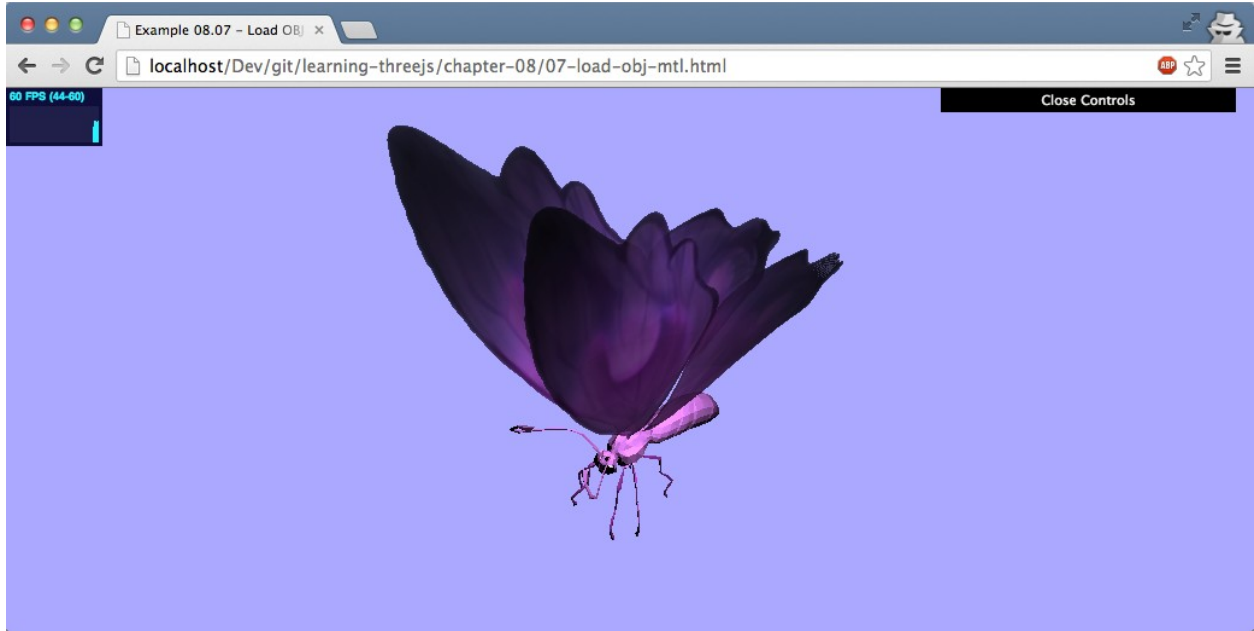 Example 08.07 – Load OBJ
localhost/Dev/git/learning-threejs/chapter-08/07-load-obj-mtl.html
ABP
60 FPS (44-60)
Close Controls